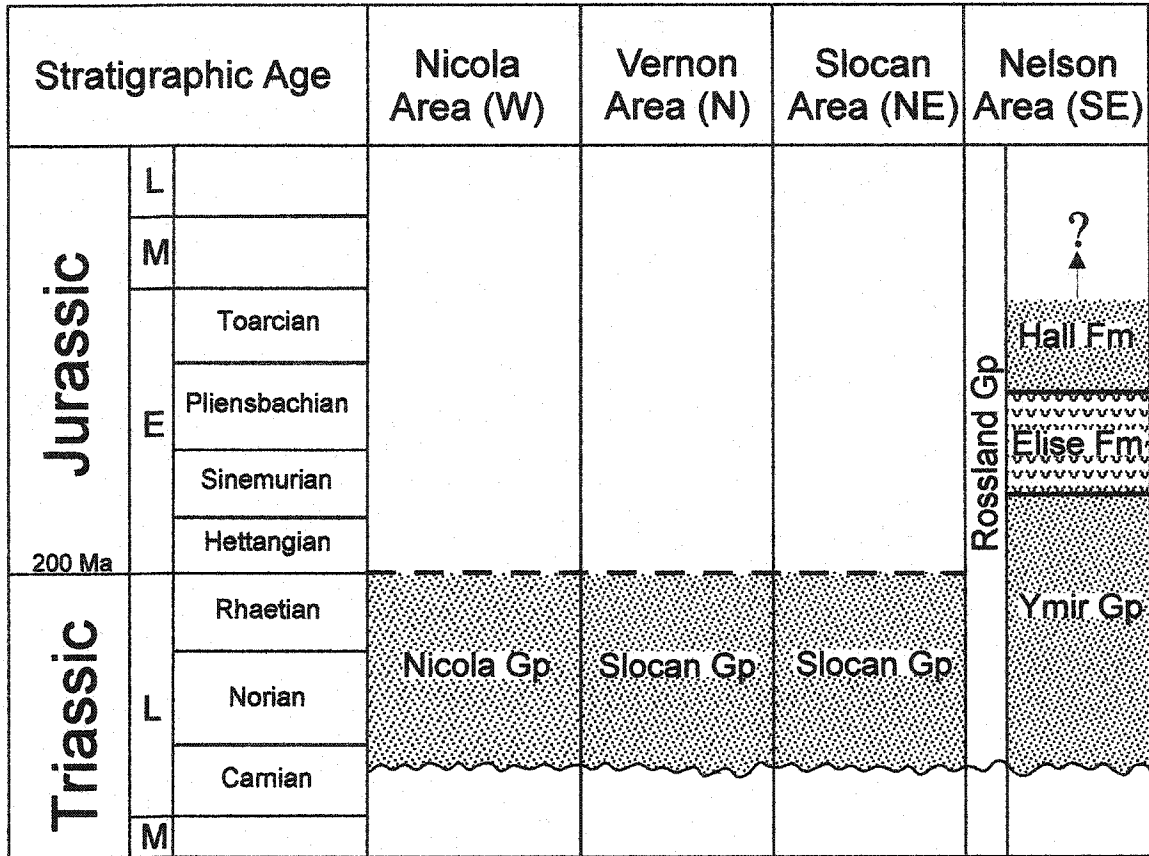 Stratigraphic Age
Nicola
Area (W)
Vernon
Area (N)
Slocan
Area (NE)
Nelson
Area (SE)
Jurassic
L
M
E
Toarcian
Pliensbachian
Sinemurian
Hettangian
200 Ma
Triassic
L
M
Rhaetian
Norian
Carnian
Nicola Gp
Slocan Gp
Slocan Gp
Rossland Gp
?
Hall Fm
Elise Fm
Ymir Gp